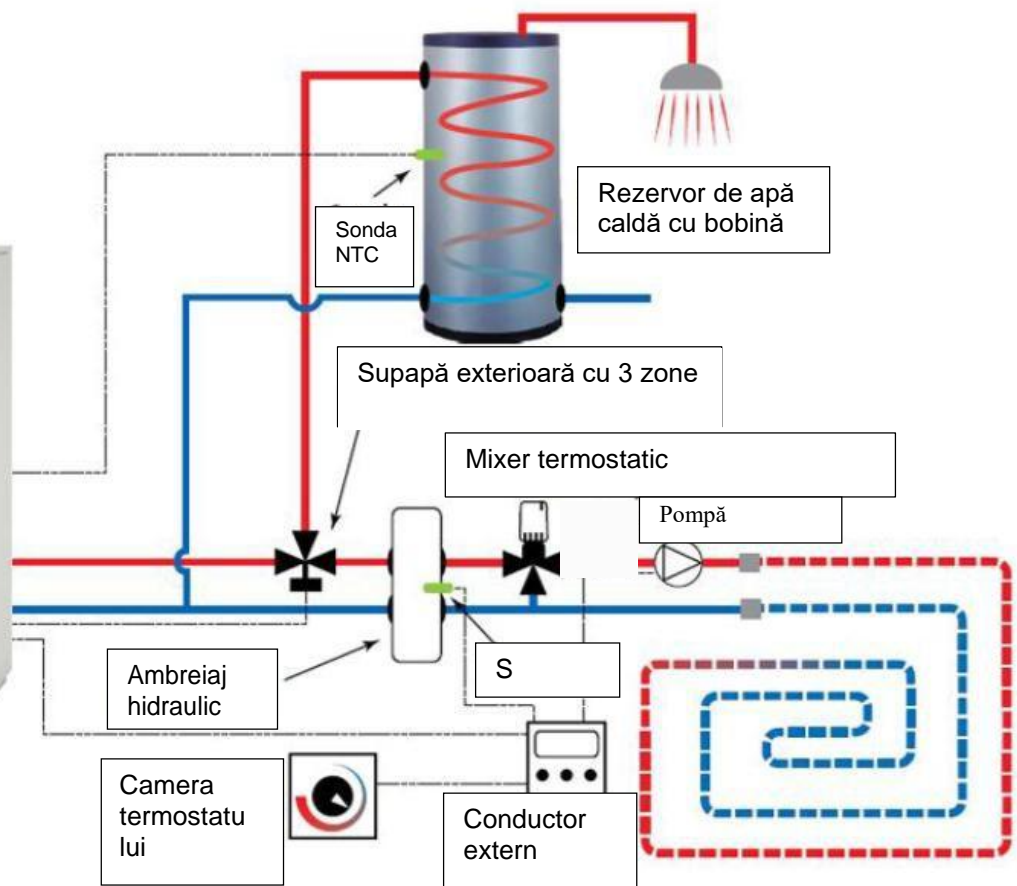 Rezervor de apă
caldă cu bobină
Sonda
NTC
Supapă exterioară cu 3 zone
Mixer termostatic
Pompă
Ambreiaj
hidraulic
S
Camera
termostatu
lui
Conductor
extern